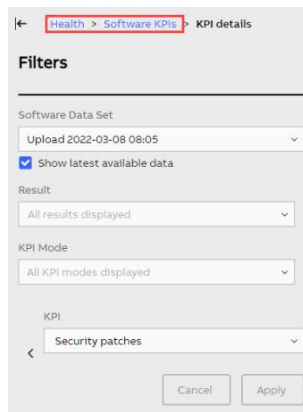 Health > Software KPIs > KPI details
Filters
Software Data Set
Upload 2022-03-08 08:05
Show latest available data
Result
All results displayed
KPI Mode
All KPI modes displayed
KPI
Security patches
Cancel Apply